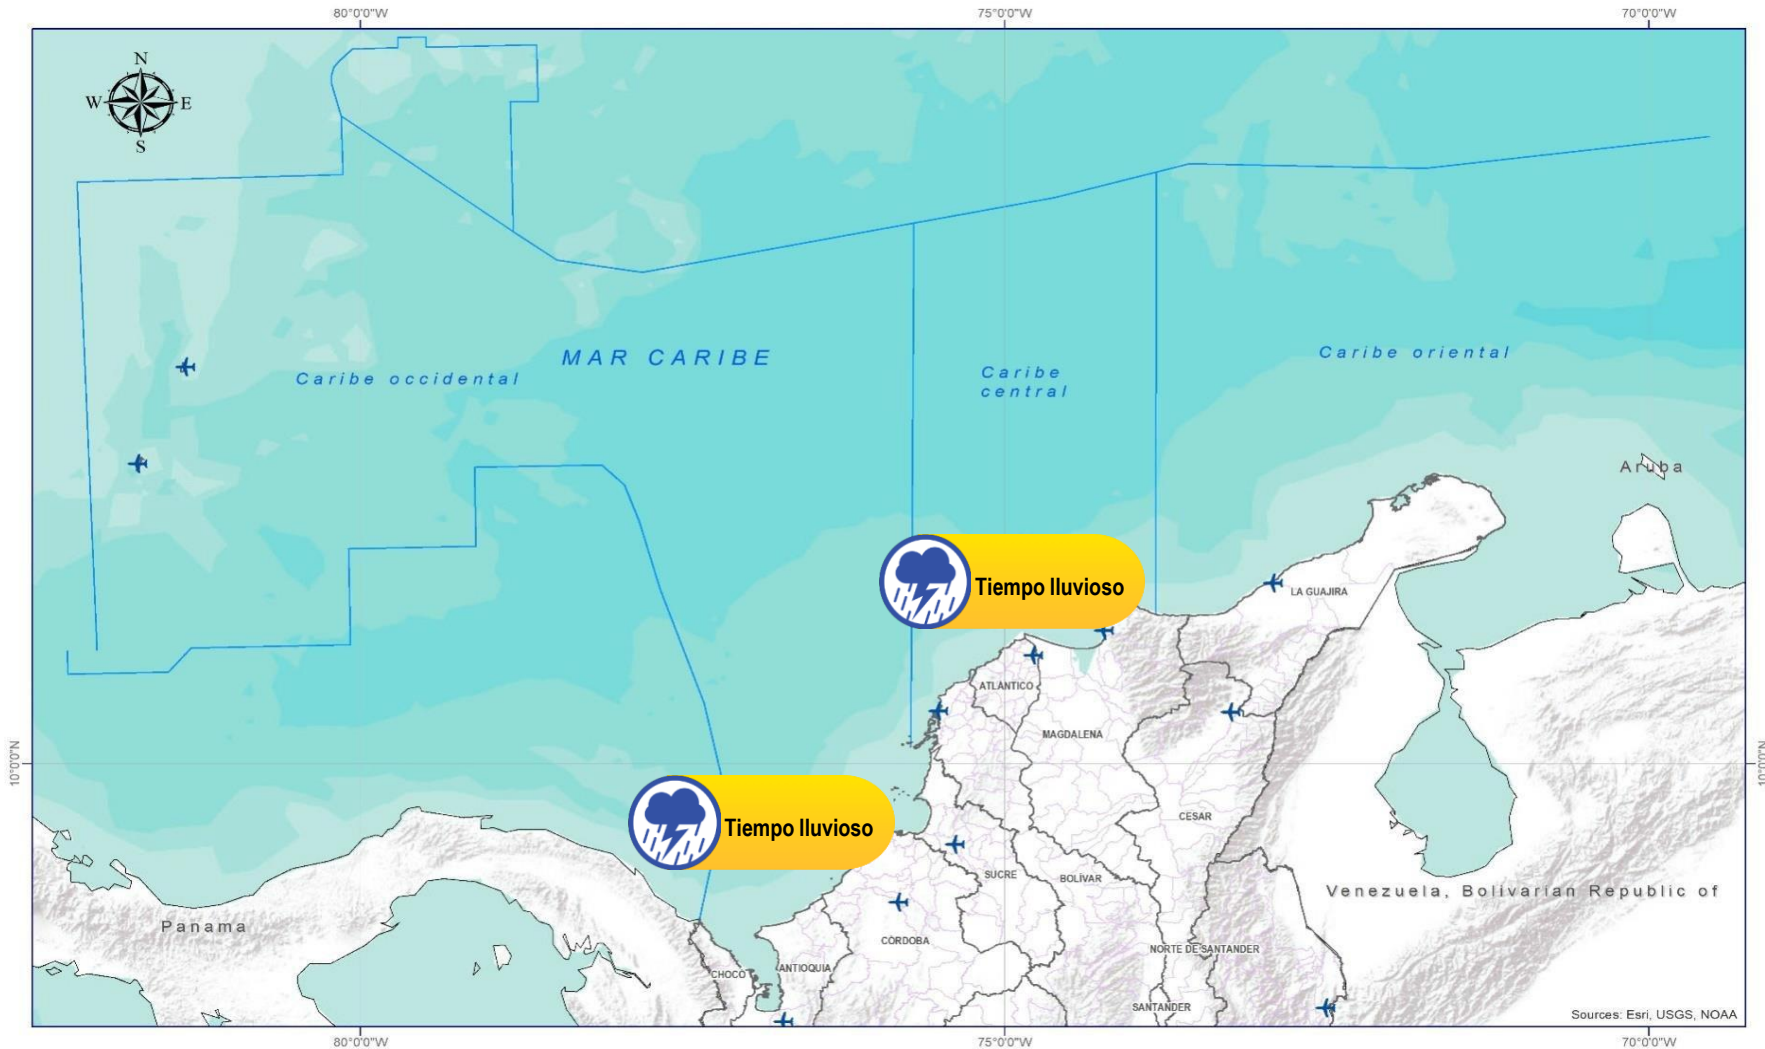 80°0'0"W
75°0'0"W
70°0'0"W
N
W
E
S
MAR CARIBE
Caribe occidental
Caribe
central
Caribe oriental
Aruba
Tiempo lluvioso
LA GUAJIRA
ATLÁNTICO
MAGDALENA
10°0'0"N
10°0'0"N
CESAR
Tiempo lluvioso
SUCRE
BOLÍVAR
Venezuela, Bolivarian Republic of
Panama
CÓRDOBA
NORTE DE SANTANDER
CHOCO
ANTIOQUIA
SANTANDER
Sources: Esri, USGS, NOAA
80°0'0"W
75°0'0"W
70°0'0"W